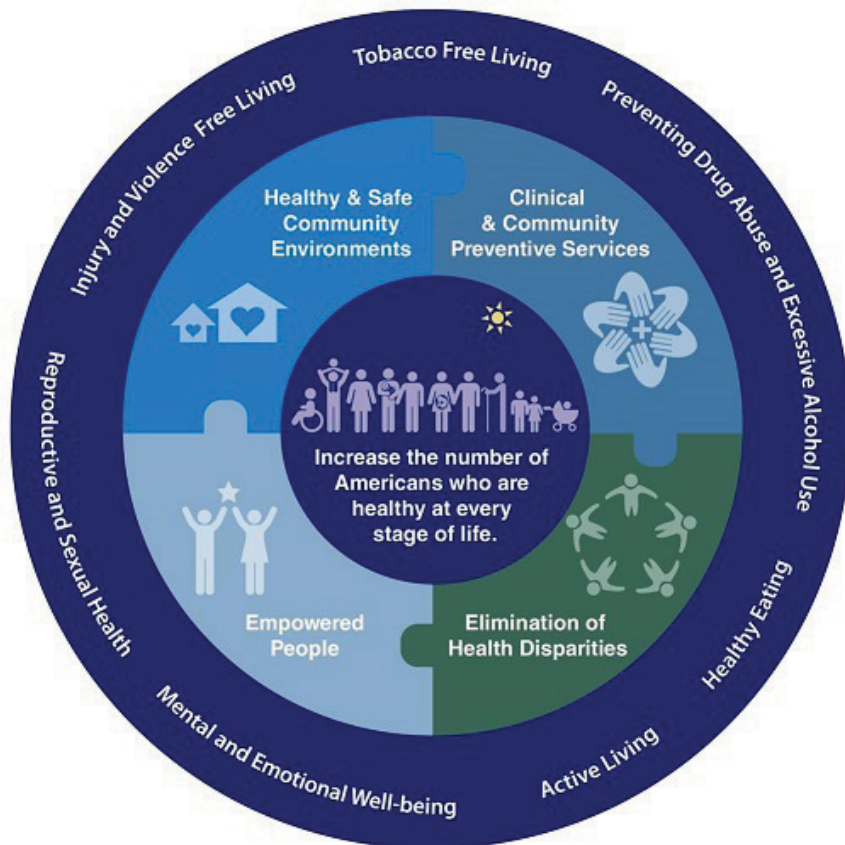 Tobacco Free Living
Preventing Drug Abuse and Excessive Alcohol Use
Healthy Eating
Active Living
Mental and Emotional Well-being
Reproductive and Sexual Health
Injury and Violence Free Living
Healthy & Safe
Community
Environments
Clinical
& Community
Preventive Services
Increase the number of
Americans who are
healthy at every
stage of life.
Empowered
People
Elimination of
Health Disparities